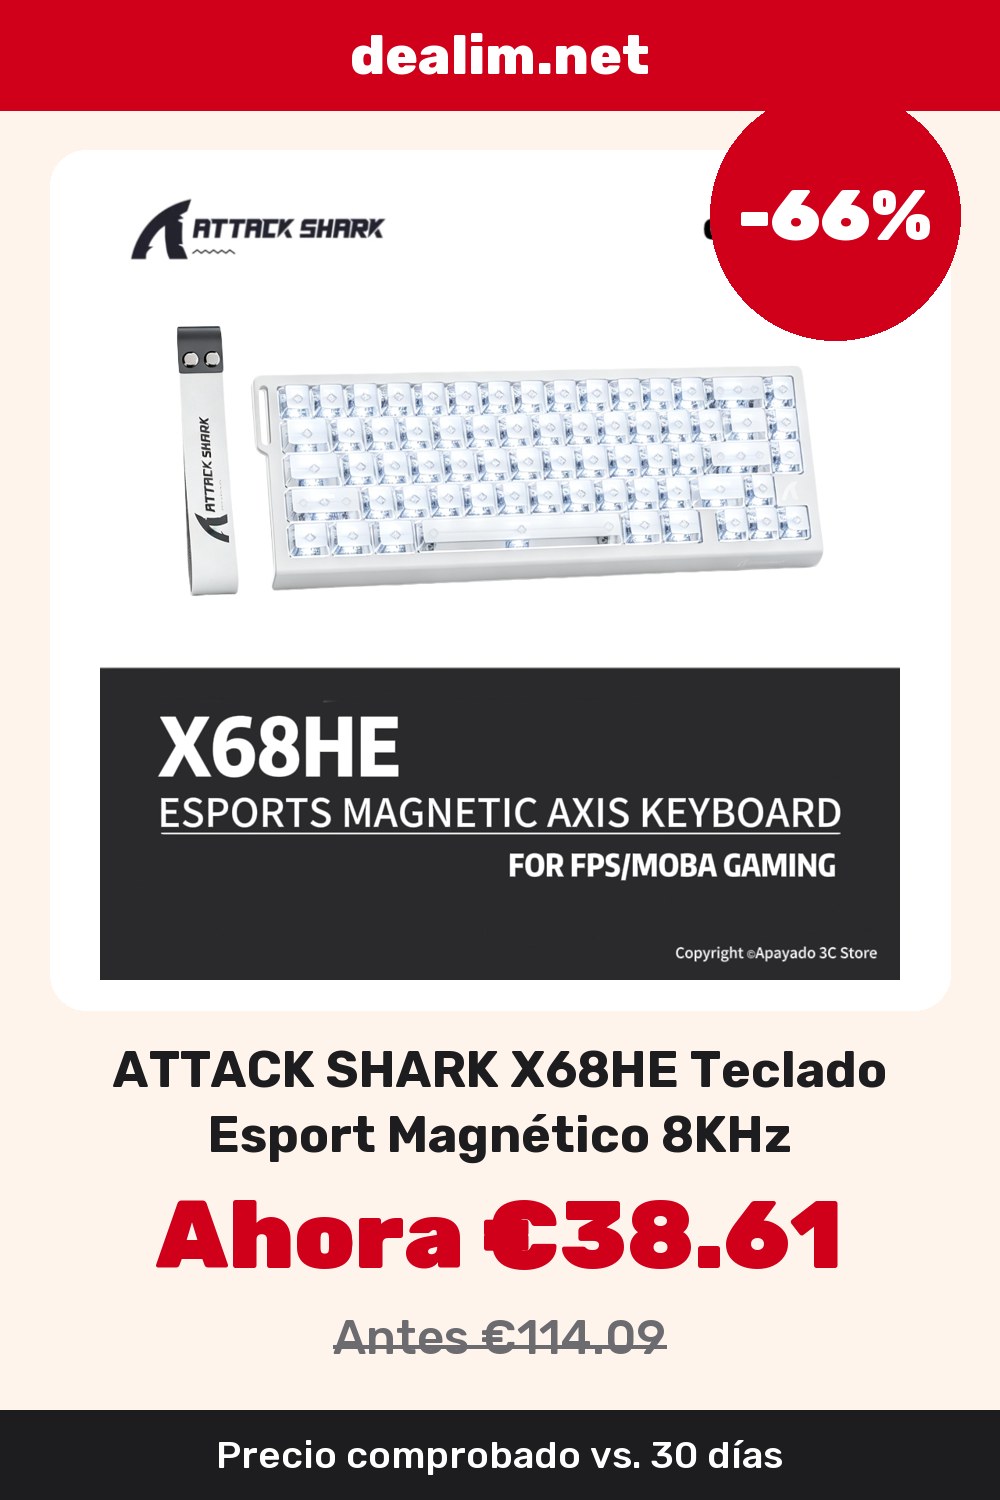 dealim.net
-66%
ATTACK SHARK
ATTACK SHARK
X68HE
ESPORTS MAGNETIC AXIS KEYBOARD
FOR FPS/MOBA GAMING
Copyright ©Apayado 3C Store
ATTACK SHARK X68HE Teclado
Esport Magnético 8KHz
Ahora €38.61
Antes €114.09
Precio comprobado vs. 30 días